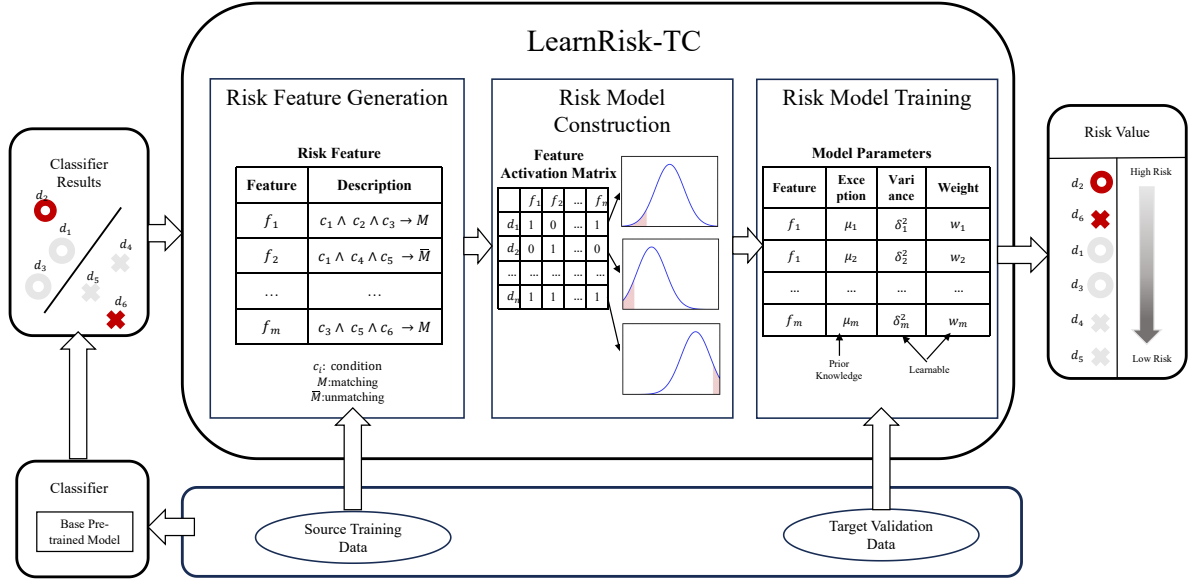 LearnRisk-TC
Classifier
Results
d₂
d₁
d₃
d₄
d₅
d₆
Risk Feature Generation
Risk Feature
Feature Description
f₁ c₁ ∧ c₂ ∧ c₃ → M
f₂ c₁ ∧ c₄ ∧ c₅ → M̅
... ...
fₘ c₃ ∧ c₅ ∧ c₆ → M
cᵢ: condition
M:matching
M̅:unmatching
Risk Model
Construction
Feature
Activation Matrix
f₁ f₂ ... fₘ
d₁ 1 0 ... 1
d₂ 0 1 ... 0
... ... ... ... ...
dₙ 1 1 ... 1
Risk Model Training
Model Parameters
Feature Exce Vari Weight
ption ance
f₁ μ₁ δ₁² w₁
f₁ μ₂ δ₂² w₂
... ... ... ...
fₘ μₘ δₘ² wₘ
Prior
Knowledge
Learnable
Risk Value
d₂
d₆
d₁
d₃
d₄
d₅
High Risk
Low Risk
Classifier
Base Pre-
trained Model
Source Training
Data
Target Validation
Data